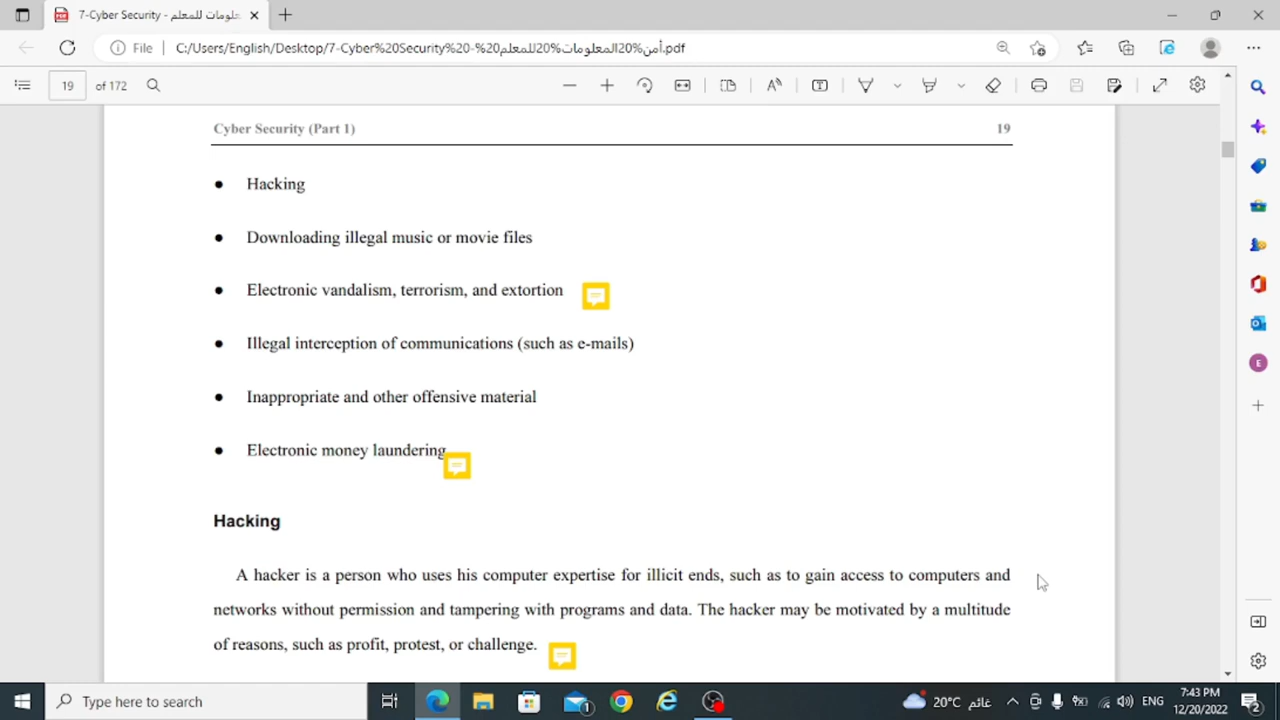 7-Cyber Security - أمن المعلومات للمعلم
File
C:/Users/English/Desktop/7-Cyber%20Security%20-%20أمن%20المعلومات%20للمعلم.pdf
19 of 172
Cyber Security (Part 1) 19
● Hacking
● Downloading illegal music or movie files
● Electronic vandalism, terrorism, and extortion
● Illegal interception of communications (such as e-mails)
● Inappropriate and other offensive material
● Electronic money laundering
Hacking
A hacker is a person who uses his computer expertise for illicit ends, such as to gain access to computers and
networks without permission and tampering with programs and data. The hacker may be motivated by a multitude
of reasons, such as profit, protest, or challenge.
E
Type here to search
1
20°C غائم
ENG
7:43 PM
12/20/2022
2